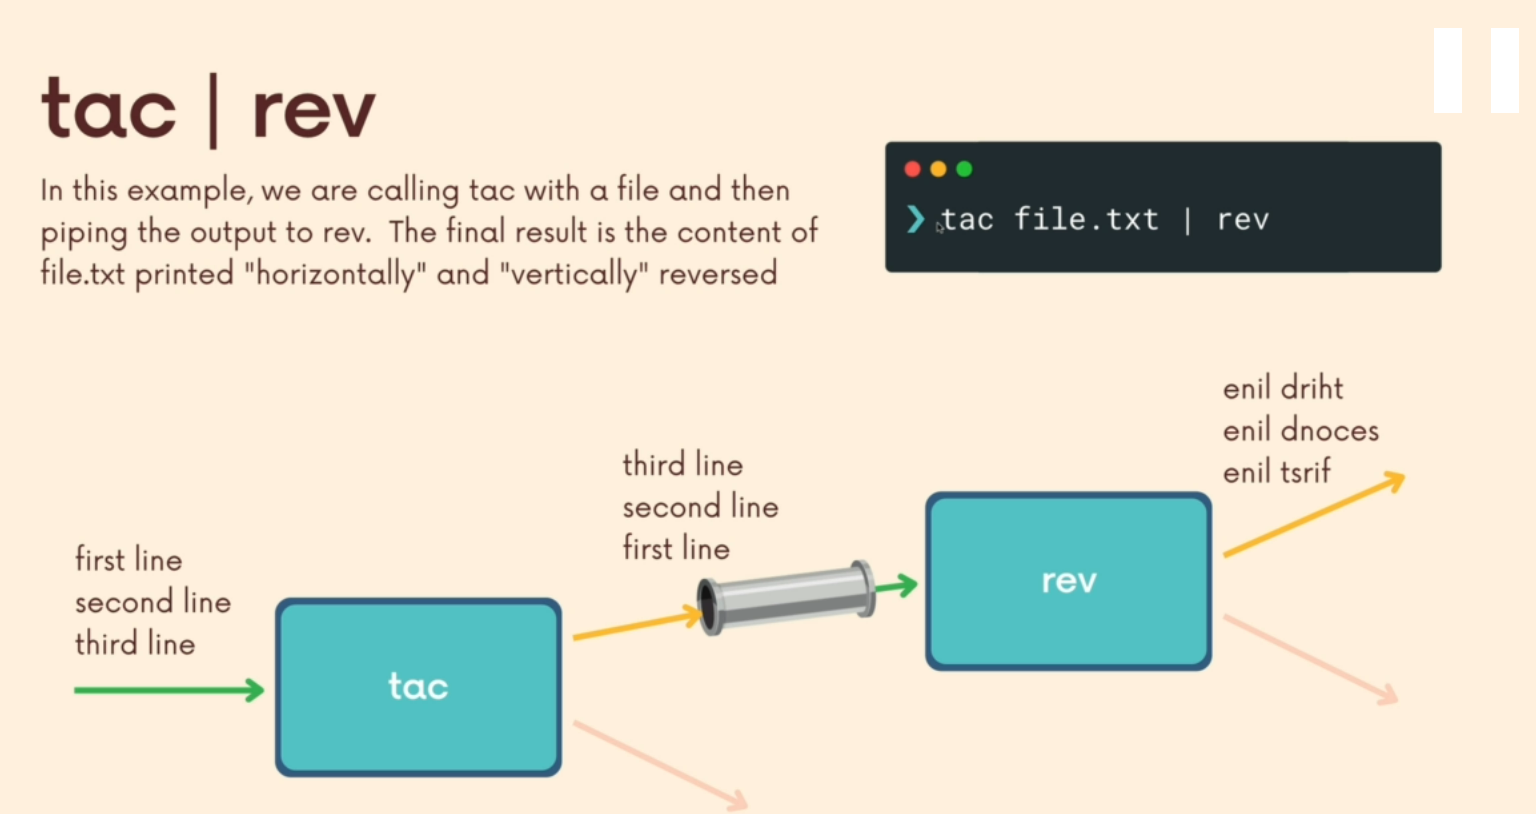 tac | rev
In this example, we are calling tac with a file and then
piping the output to rev. The final result is the content of
file.txt printed "horizontally" and "vertically" reversed
❯ tac file.txt | rev
first line
second line
third line
tac
third line
second line
first line
rev
enil driht
enil dnoces
enil tsrif